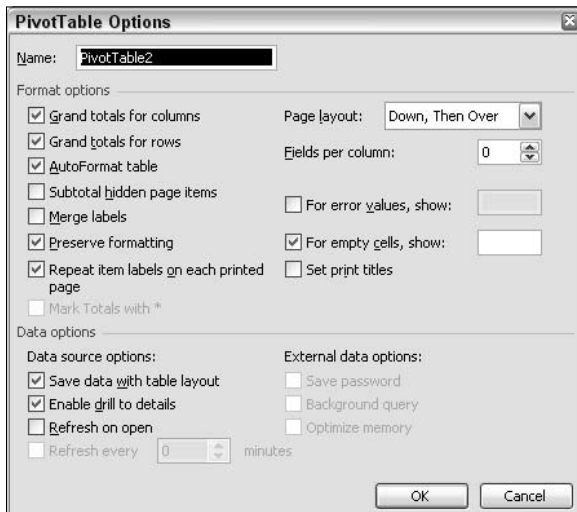 PivotTable Options
Name: PivotTable2
Format options
Grand totals for columns
Grand totals for rows
AutoFormat table
Subtotal hidden page items
Merge labels
Preserve formatting
Repeat item labels on each printed
page
Mark Totals with *
Page layout: Down, Then Over
Fields per column: 0
For error values, show:
For empty cells, show:
Set print titles
Data options
Data source options:
Save data with table layout
Enable drill to details
Refresh on open
Refresh every 0 minutes
External data options:
Save password
Background query
Optimize memory
OK
Cancel